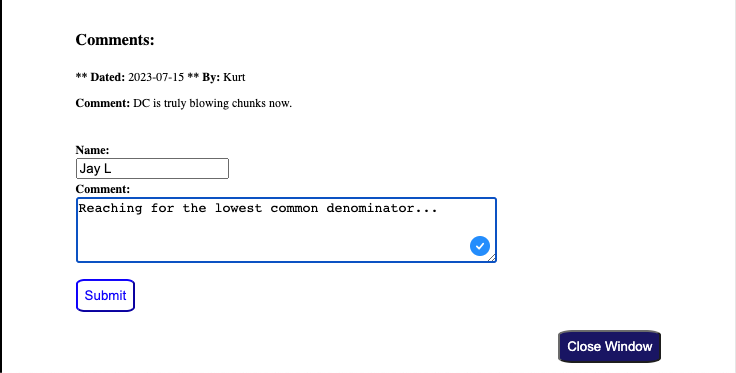 Comments:
** Dated: 2023-07-15 ** By: Kurt
Comment: DC is truly blowing chunks now.
Name:
Jay L
Comment:
Reaching for the lowest common denominator...
Submit
Close Window